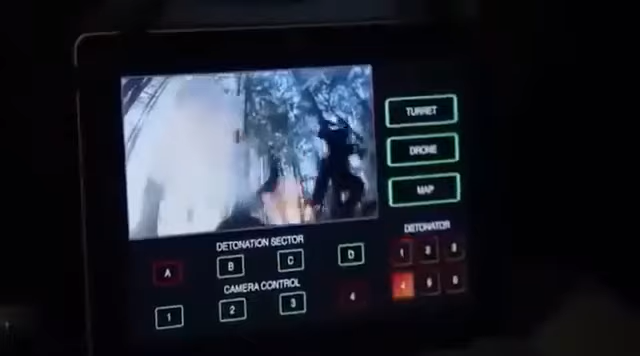 TURRET
DRONE
MAP
DETONATION SECTOR
A B C D
CAMERA CONTROL
1 2 3 4
DETONATOR
1 2 3
4 5 6